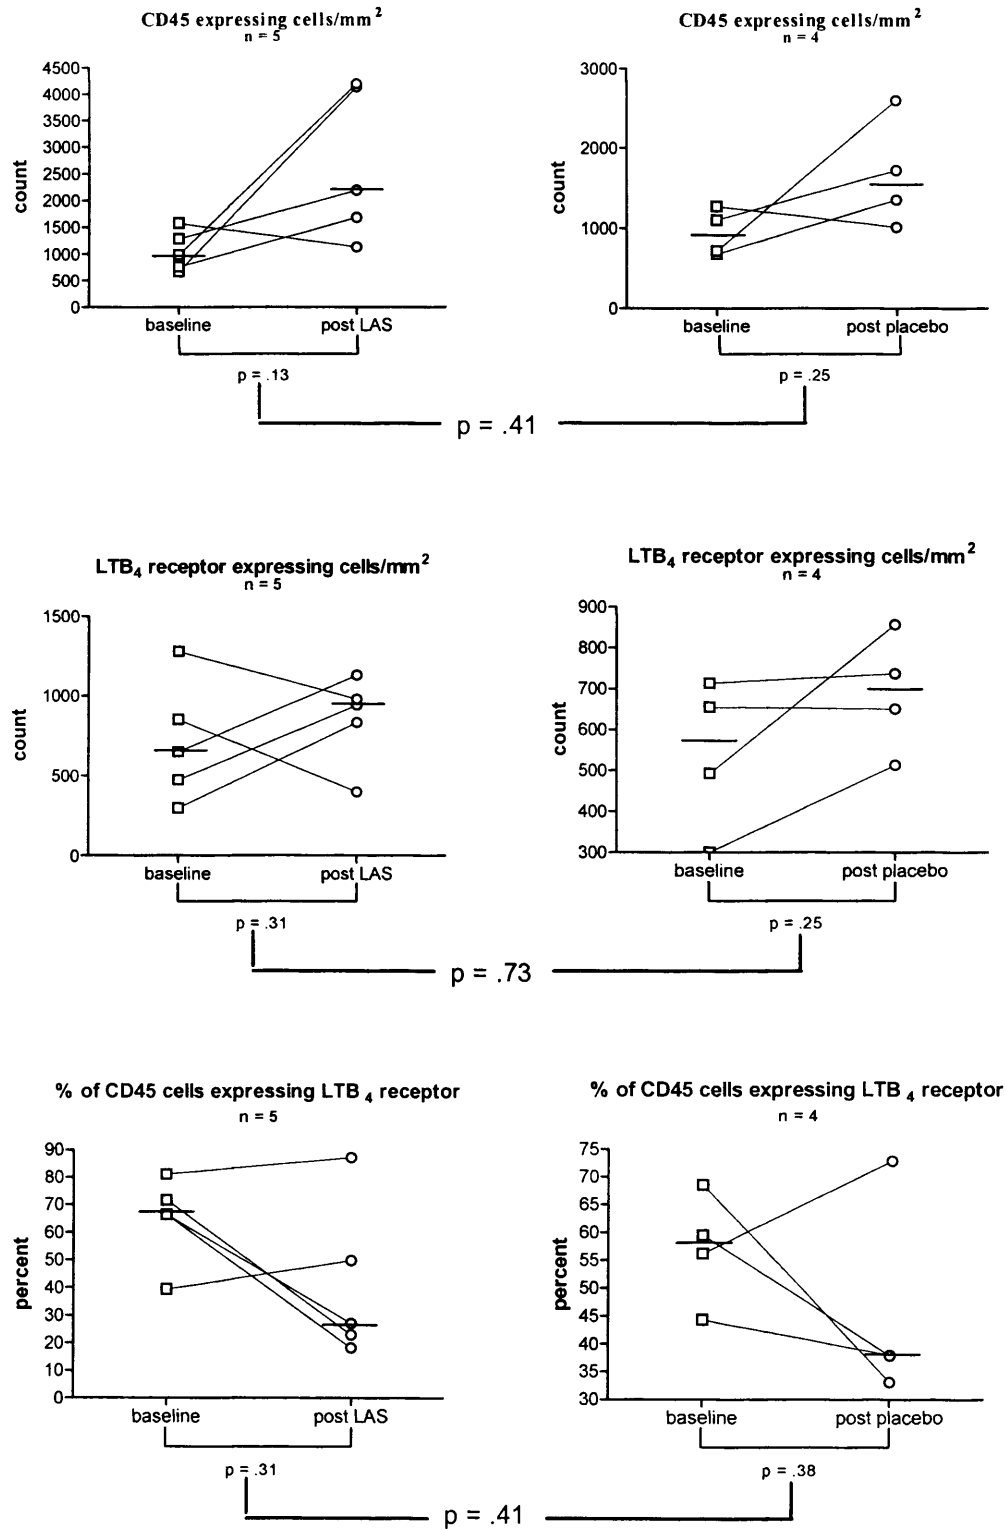 CD45 expressing cells/mm²
n = 5
4500
4000
3500
3000
2500
2000
1500
1000
500
0
count
baseline post LAS
p = .13
CD45 expressing cells/mm²
n = 4
3000
2000
1000
0
count
baseline post placebo
p = .25
p = .41
LTB₄ receptor expressing cells/mm²
n = 5
1500
1000
500
0
count
baseline post LAS
p = .31
LTB₄ receptor expressing cells/mm²
n = 4
900
800
700
600
500
400
300
count
baseline post placebo
p = .25
p = .73
% of CD45 cells expressing LTB ₄ receptor
n = 5
90
80
70
60
50
40
30
20
10
0
percent
baseline post LAS
p = .31
% of CD45 cells expressing LTB ₄ receptor
n = 4
75
70
65
60
55
50
45
40
35
30
percent
baseline post placebo
p = .38
p = .41